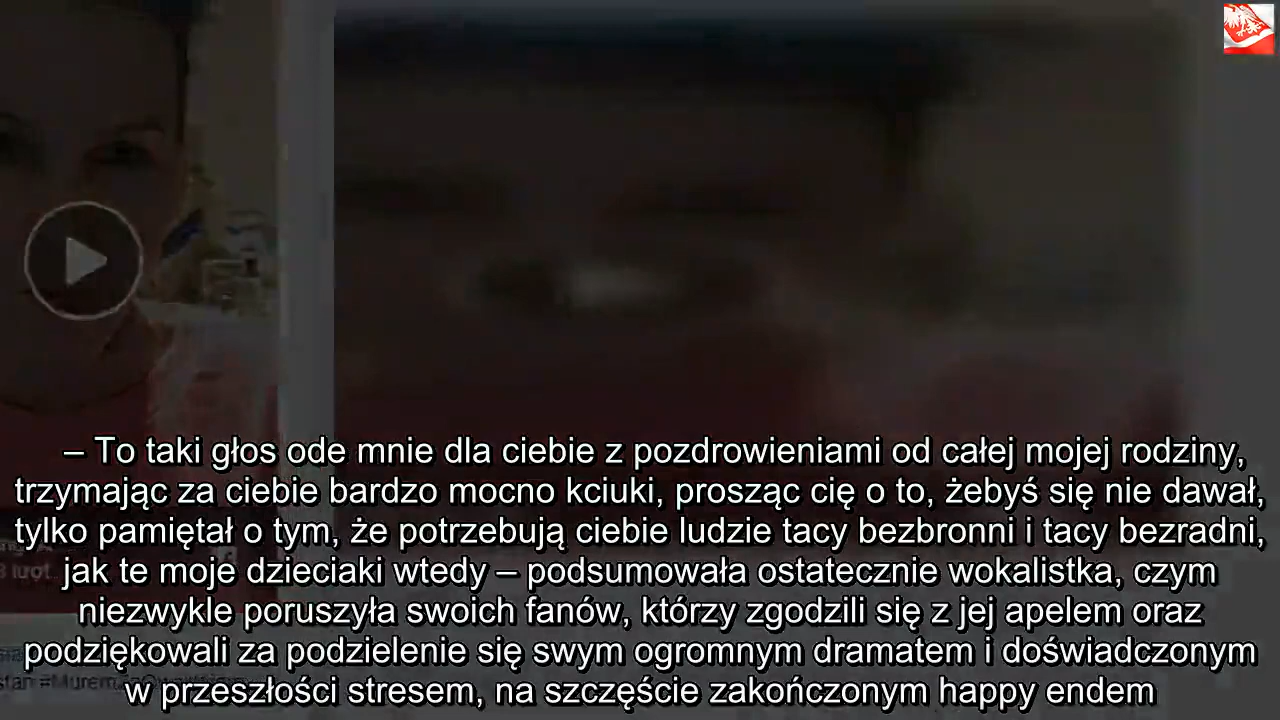 – To taki głos ode mnie dla ciebie z pozdrowieniami od całej mojej rodziny,
trzymając za ciebie bardzo mocno kciuki, prosząc cię o to, żebyś się nie dawał,
tylko pamiętał o tym, że potrzebują ciebie ludzie tacy bezbronni i tacy bezradni,
jak te moje dzieciaki wtedy – podsumowała ostatecznie wokalistka, czym
niezwykle poruszyła swoich fanów, którzy zgodzili się z jej apelem oraz
podziękowali za podzielenie się swym ogromnym dramatem i doświadczonym
w przeszłości stresem, na szczęście zakończonym happy endem